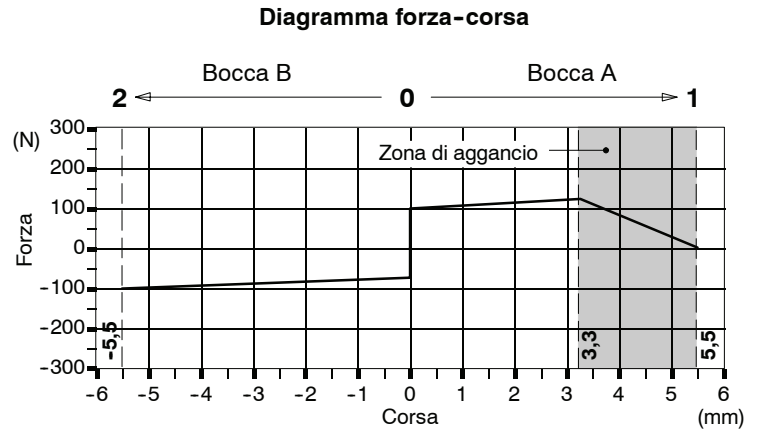 Diagramma forza-corsa
Bocca B
Bocca A
2
0
1
(N)
Forza
300
200
100
0
-100
-200
-300
Zona di aggancio
-5,5
3,3
5,5
-6 -5 -4 -3 -2 -1 0 1 2 3 4 5 6
Corsa
(mm)